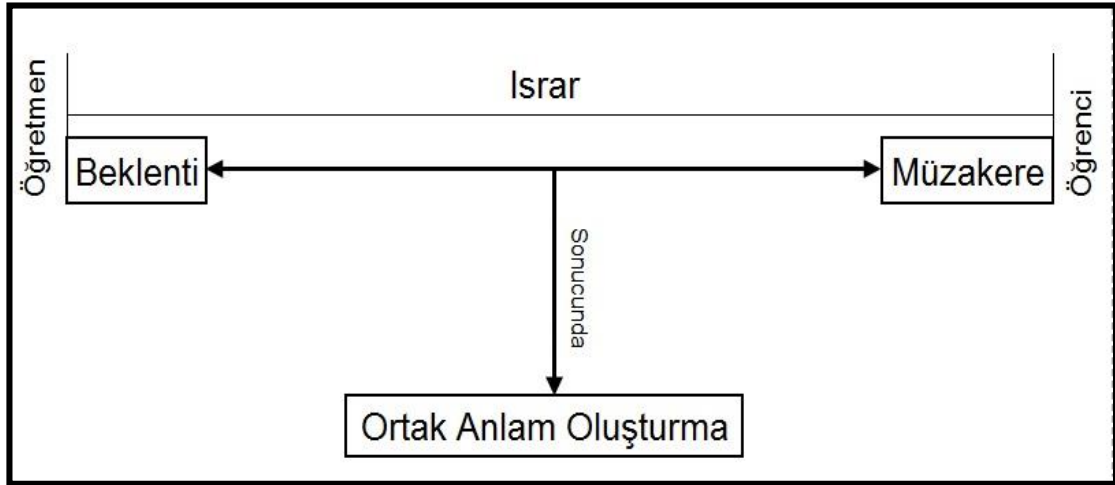 Israr
Öğretmen
Beklenti
Müzakere
Öğrenci
Sonucunda
Ortak Anlam Oluşturma